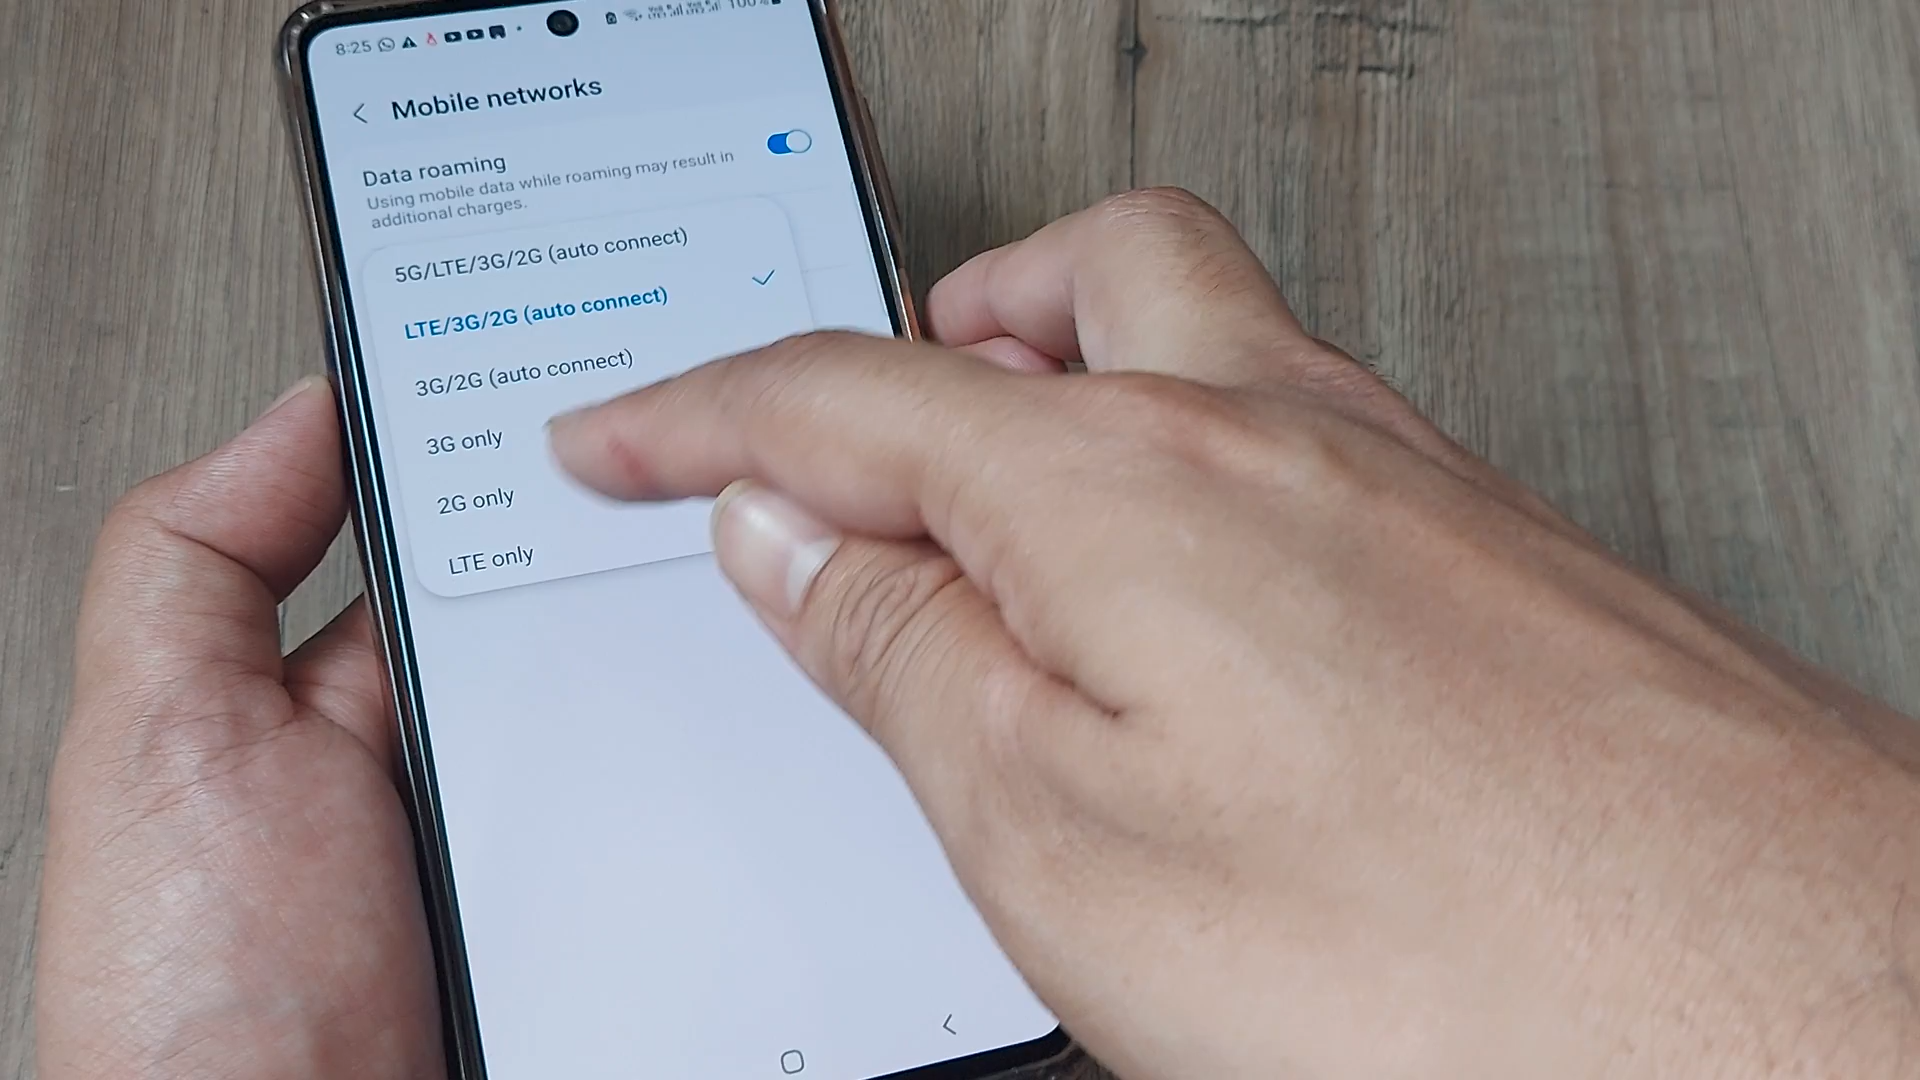 8:25
100%
Mobile networks
Data roaming
Using mobile data while roaming may result in
additional charges.
5G/LTE/3G/2G (auto connect)
LTE/3G/2G (auto connect)
3G/2G (auto connect)
3G only
2G only
LTE only